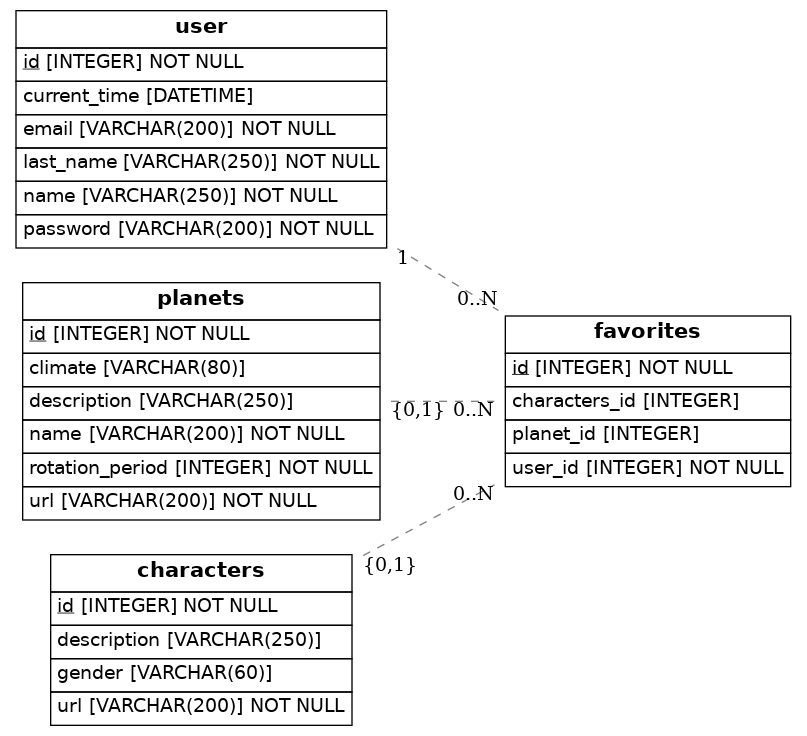 user
id [INTEGER] NOT NULL
current_time [DATETIME]
email [VARCHAR(200)] NOT NULL
last_name [VARCHAR(250)] NOT NULL
name [VARCHAR(250)] NOT NULL
password [VARCHAR(200)] NOT NULL
1
0..N
planets
id [INTEGER] NOT NULL
climate [VARCHAR(80)]
description [VARCHAR(250)]
name [VARCHAR(200)] NOT NULL
rotation_period [INTEGER] NOT NULL
url [VARCHAR(200)] NOT NULL
{0,1}
0..N
favorites
id [INTEGER] NOT NULL
characters_id [INTEGER]
planet_id [INTEGER]
user_id [INTEGER] NOT NULL
0..N
{0,1}
characters
id [INTEGER] NOT NULL
description [VARCHAR(250)]
gender [VARCHAR(60)]
url [VARCHAR(200)] NOT NULL